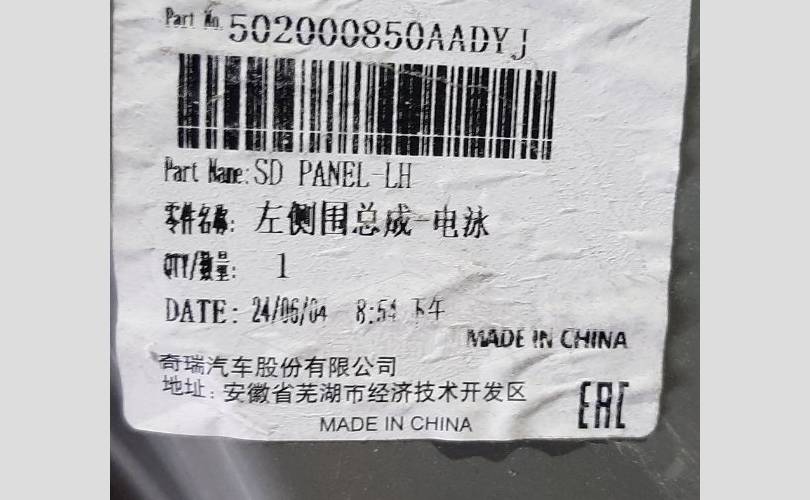 Part No. 502000850AADYJ
Part Name: SD PANEL-LH
零件名称: 左侧围总成-电泳
QTY/数量: 1
DATE: 24/06/04 8:54 下午
MADE IN CHINA
奇瑞汽车股份有限公司
地址: 安徽省芜湖市经济技术开发区
EAC
MADE IN CHINA